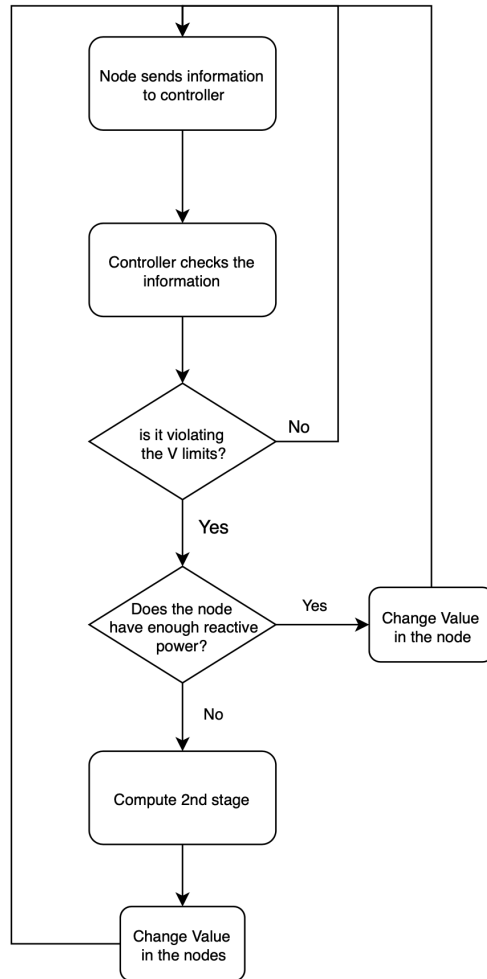 Node sends information
to controller
Controller checks the
information
is it violating
the V limits?
No
Yes
Does the node
have enough reactive
power?
Yes
Change Value
in the node
No
Compute 2nd stage
Change Value
in the nodes